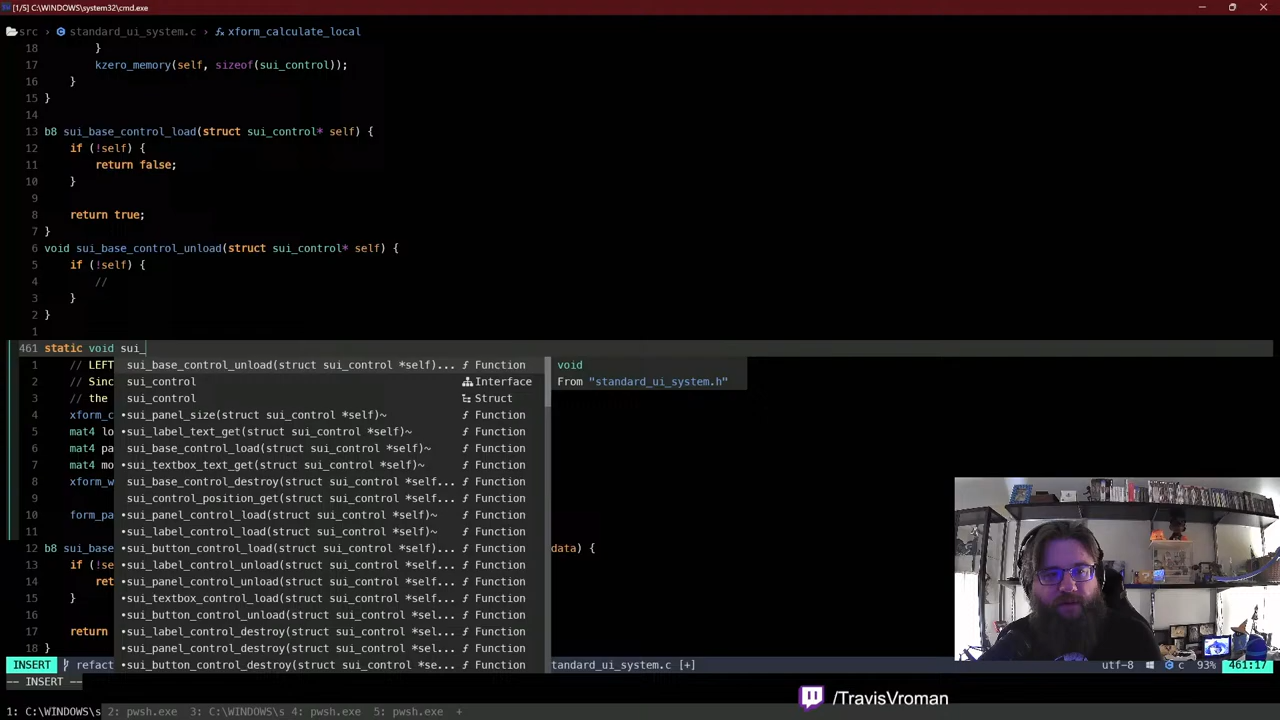 [1/5] C:\WINDOWS\system32\cmd.exe
src › standard_ui_system.c › xform_calculate_local
18 }
17 kzero_memory(self, sizeof(sui_control));
16 }
15 }
14
13 b8 sui_base_control_load(struct sui_control* self) {
12 if (!self) {
11 return false;
10 }
9
8 return true;
7 }
6 void sui_base_control_unload(struct sui_control* self) {
5 if (!self) {
4 //
3 }
2 }
1
461 static void sui_
1 // LEFT sui_base_control_unload(struct sui_control *self)... Function void
2 // Sinc sui_control Interface From "standard_ui_system.h"
3 // the sui_control Struct
4 xform_c •sui_panel_size(struct sui_control *self)~ Function
5 mat4 lo •sui_label_text_get(struct sui_control *self)~ Function
6 mat4 pa sui_base_control_load(struct sui_control *self)~ Function
7 mat4 mo •sui_textbox_text_get(struct sui_control *self)~ Function
8 xform_w sui_base_control_destroy(struct sui_control *self... Function
9 sui_control_position_get(struct sui_control *self... Function
10 form_pa •sui_panel_control_load(struct sui_control *self)~ Function
11 •sui_label_control_load(struct sui_control *self)~ Function
12 b8 sui_base •sui_button_control_load(struct sui_control *self... Function data) {
13 if (!se •sui_label_control_unload(struct sui_control *self... Function
14 ret •sui_panel_control_unload(struct sui_control *self... Function
15 } •sui_textbox_control_load(struct sui_control *self... Function
16 •sui_button_control_unload(struct sui_control *sel... Function
17 return •sui_label_control_destroy(struct sui_control *sel... Function
18 } •sui_panel_control_destroy(struct sui_control *sel... Function
INSERT refact •sui_button_control_destroy(struct sui_control *se... Function tandard_ui_system.c [+] utf-8 c 93% 461:17
-- INSERT --
/TravisVroman
1: C:\WINDOWS\s 2: pwsh.exe 3: C:\WINDOWS\s 4: pwsh.exe 5: pwsh.exe +